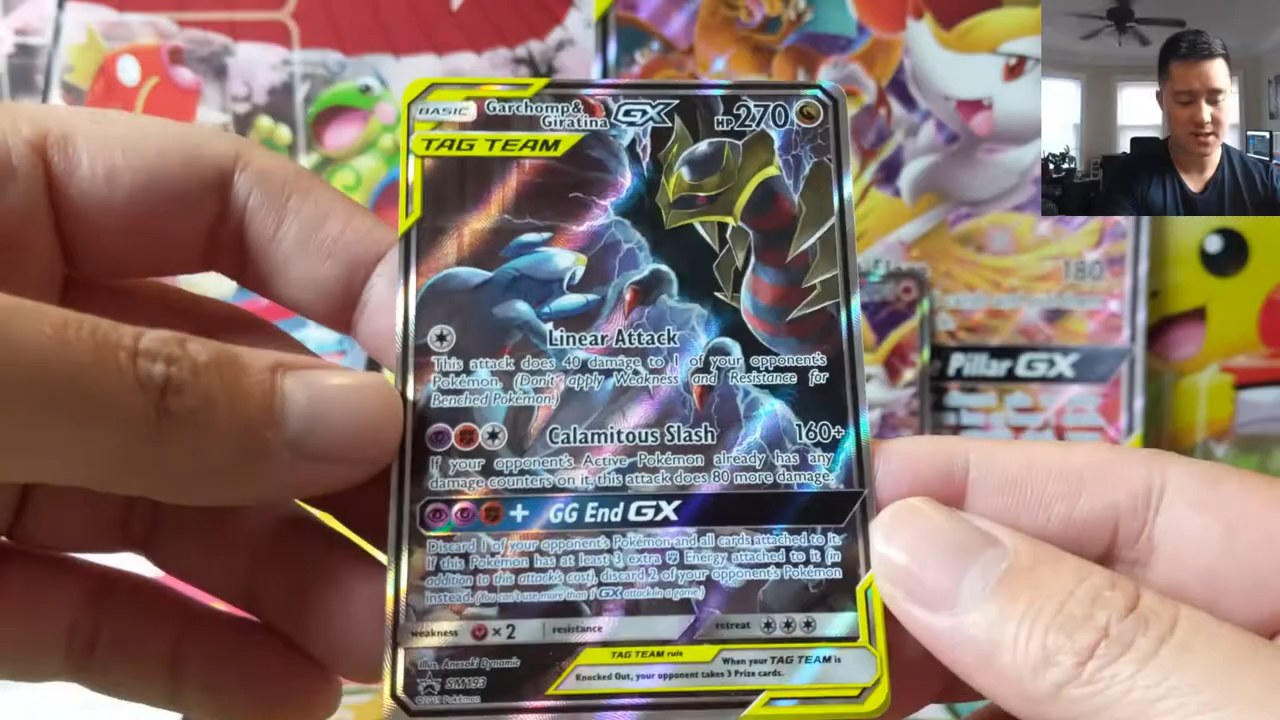 BASIC Garchomp& Giratina GX HP270
TAG TEAM
Linear Attack
This attack does 40 damage to 1 of your opponent's
Pokémon. (Don't apply Weakness and Resistance for
Benched Pokémon.)
Calamitous Slash 160+
If your opponent's Active Pokémon already has any
damage counters on it, this attack does 80 more damage.
+ GG End GX
Discard 1 of your opponent's Pokémon and all cards attached to it.
If this Pokémon has at least 3 extra Energy attached to it (in
addition to this attack's cost), discard 2 of your opponent's Pokémon
instead. (You can't use more than 1 GX attack in a game.)
weakness ×2 resistance retreat
Illus. Anesaki Dynamic
SM193
©2019 Pokémon
TAG TEAM rule
When your TAG TEAM is
Knocked Out, your opponent takes 3 Prize cards.
180
Pillar GX